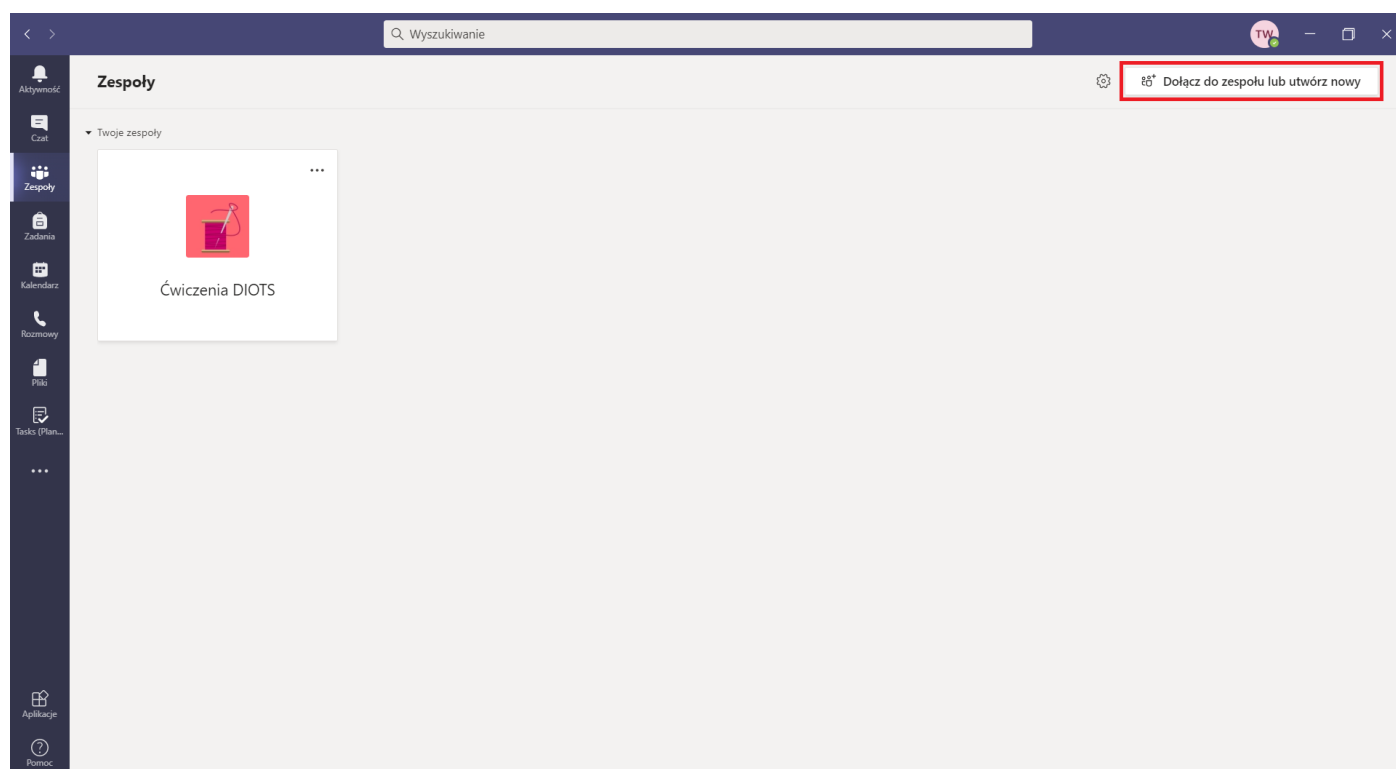 Wyszukiwanie
TW
Aktywność
Zespoły
Dołącz do zespołu lub utwórz nowy
Czat
Twoje zespoły
Zespoły
Zadania
Kalendarz
Ćwiczenia DIOTS
Rozmowy
Pliki
Tasks (Plan...
Aplikacje
Pomoc